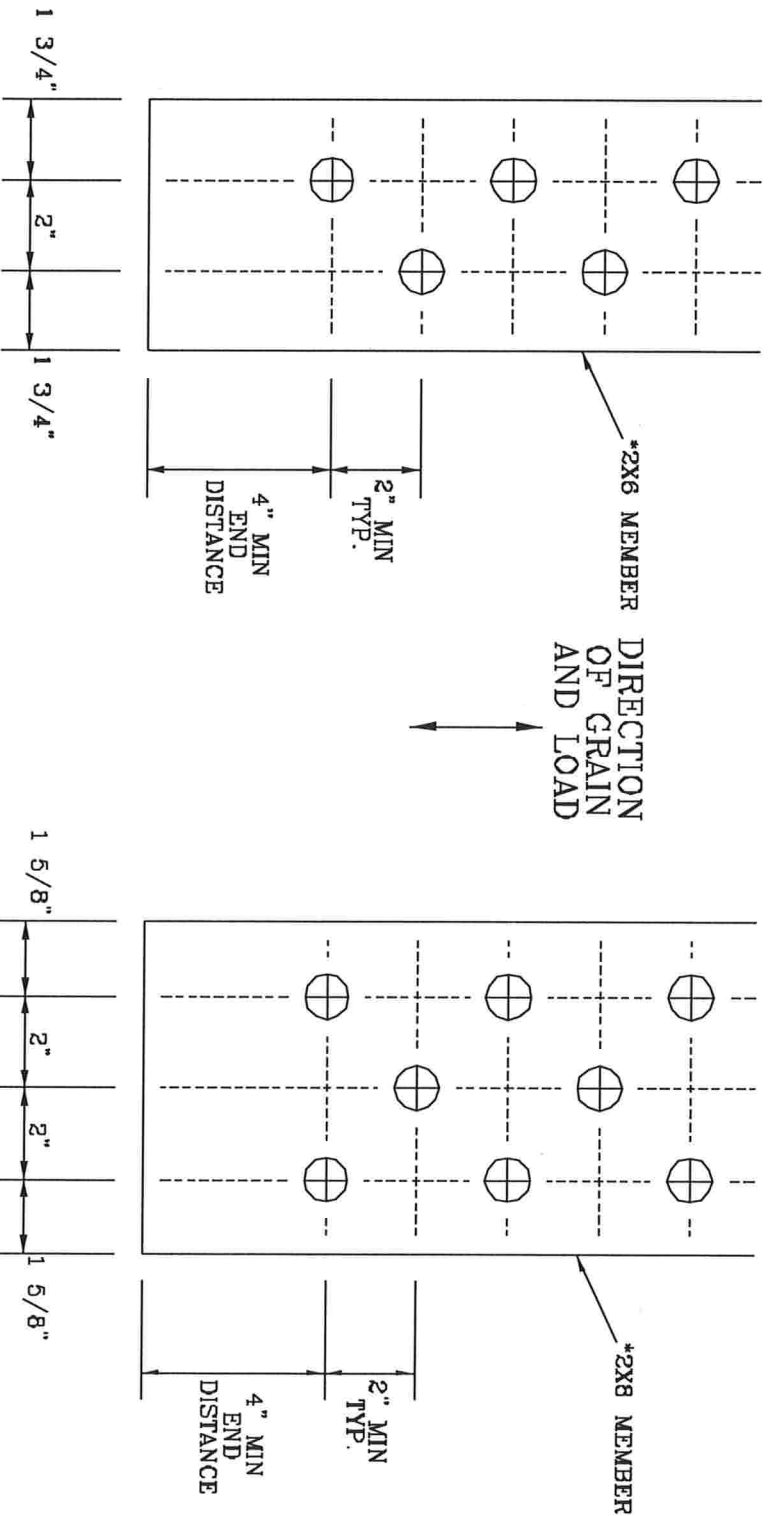 *2X6 MEMBER
DIRECTION
OF GRAIN
AND LOAD
*2X8 MEMBER
2" MIN
TYP.
4" MIN
END
DISTANCE
2" MIN
TYP.
4" MIN
END
DISTANCE
1 3/4"
2"
1 3/4"
1 5/8"
2"
2"
1 5/8"